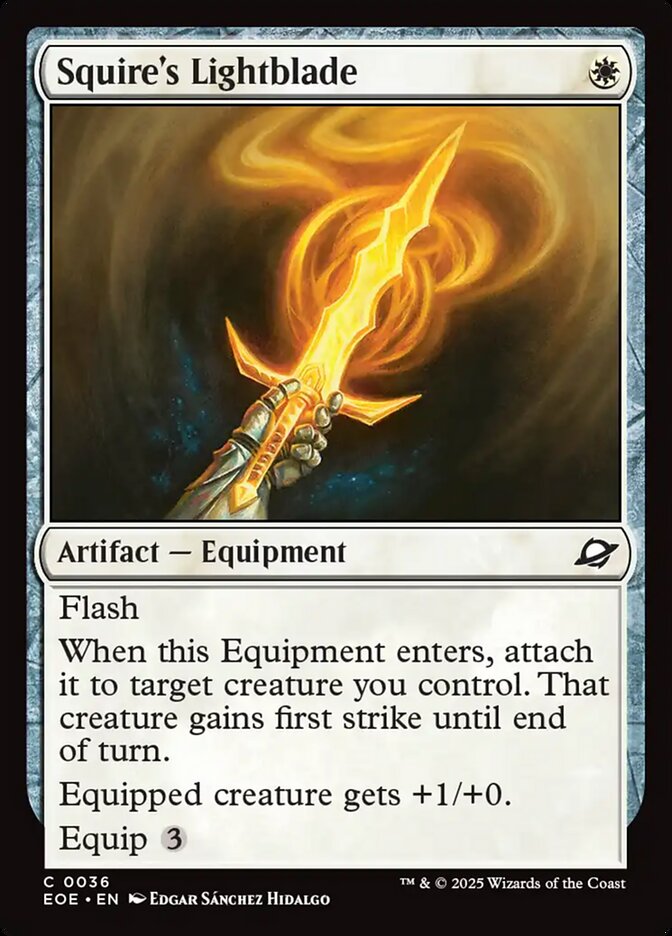 Squire's Lightblade
Artifact — Equipment
Flash
When this Equipment enters, attach
it to target creature you control. That
creature gains first strike until end
of turn.
Equipped creature gets +1/+0.
Equip 3
C 0036
™ & © 2025 Wizards of the Coast
EOE • EN Edgar Sánchez Hidalgo